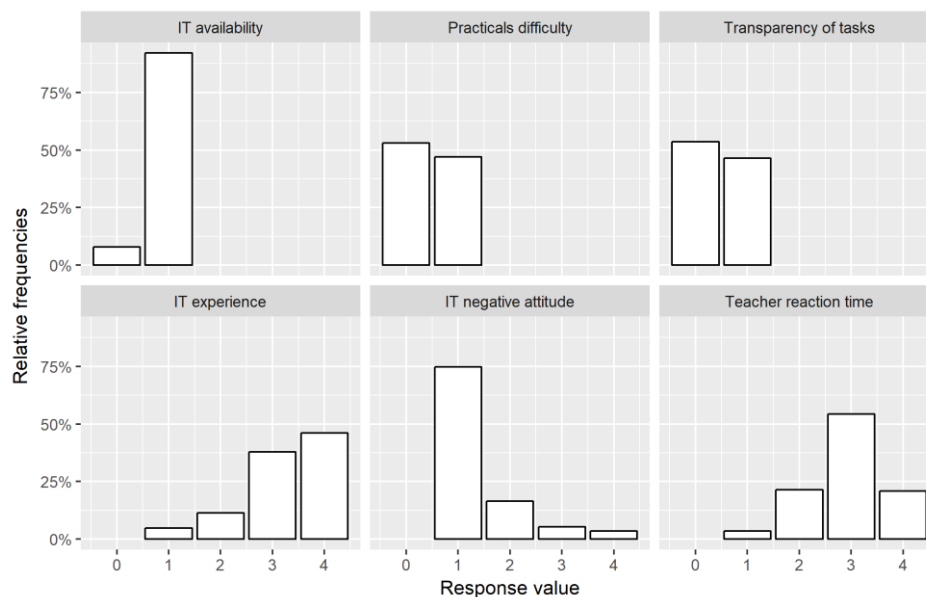 IT availability
Practicals difficulty
Transparency of tasks
75%
50%
25%
0%
IT experience
IT negative attitude
Teacher reaction time
75%
50%
25%
0%
0 1 2 3 4
0 1 2 3 4
0 1 2 3 4
Response value
Relative frequencies